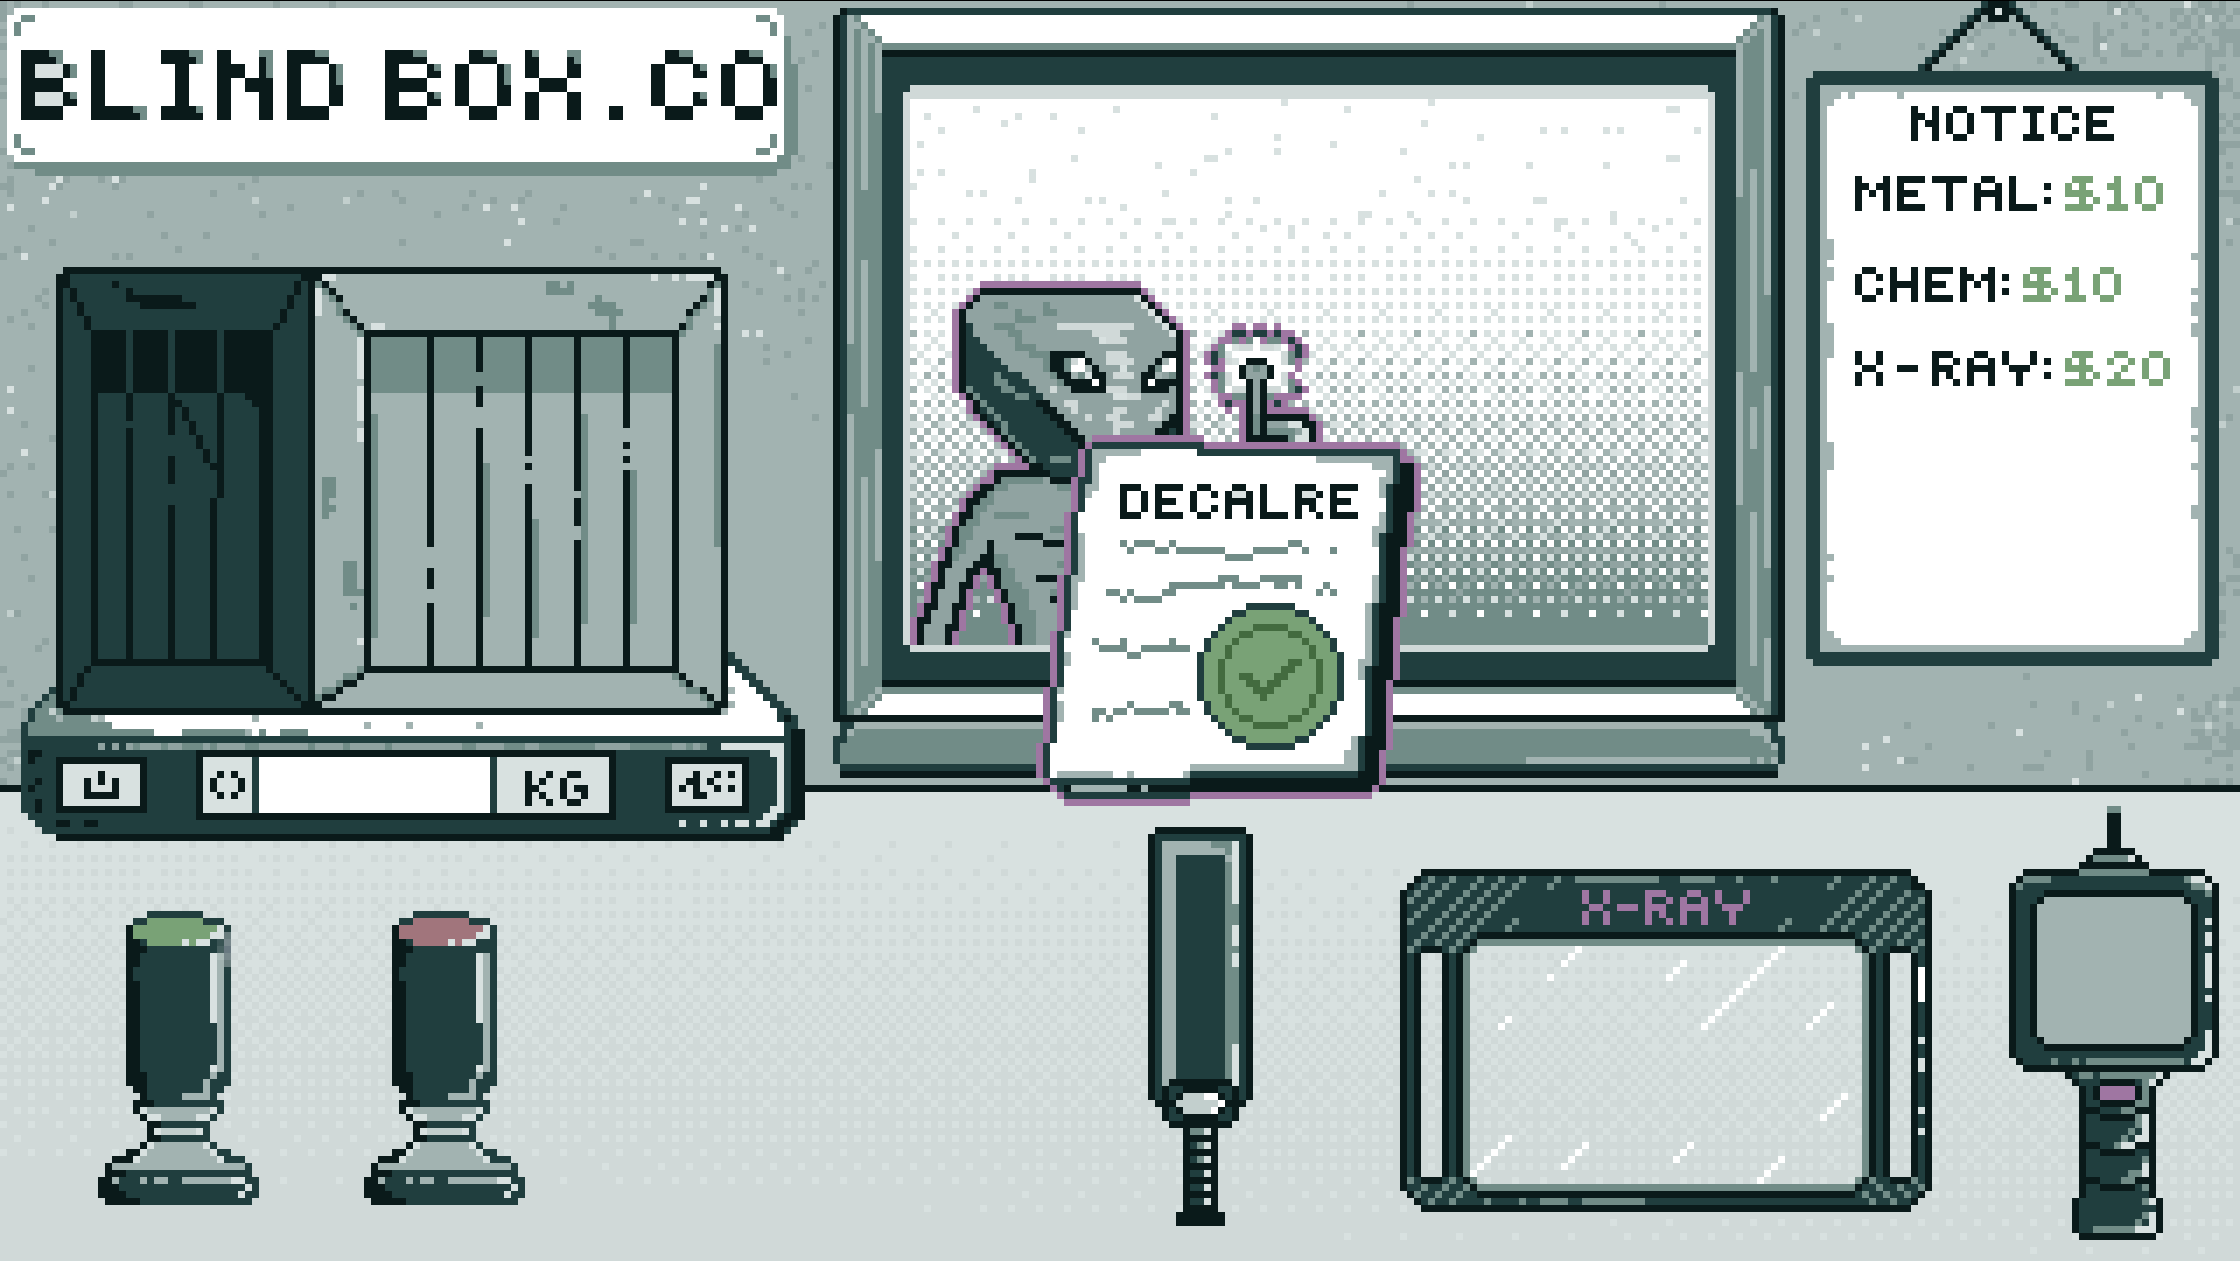 BLIND BOX.CO
NOTICE
METAL:$10
CHEM:$10
X-RAY:$20
DECALRE
KG
X-RAY